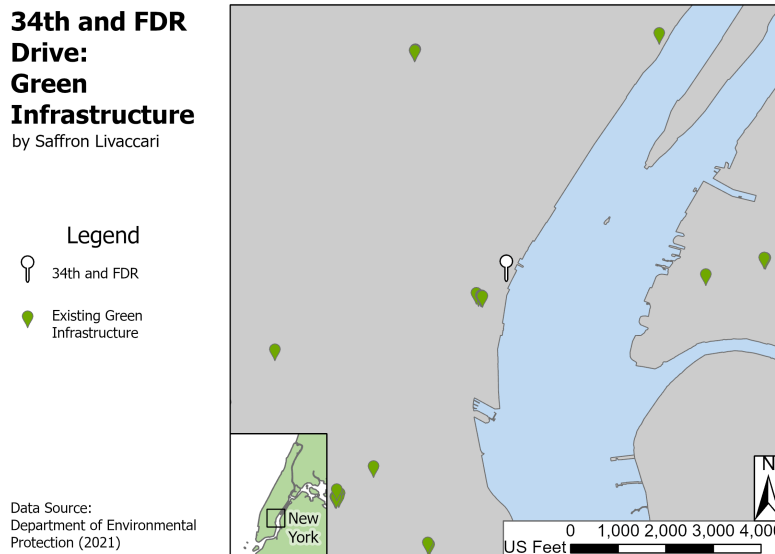 34th and FDR
Drive:
Green
Infrastructure
by Saffron Livaccari
Legend
34th and FDR
Existing Green
Infrastructure
Data Source:
Department of Environmental
Protection (2021)
New
York
N
0 1,000 2,000 3,000 4,000
US Feet